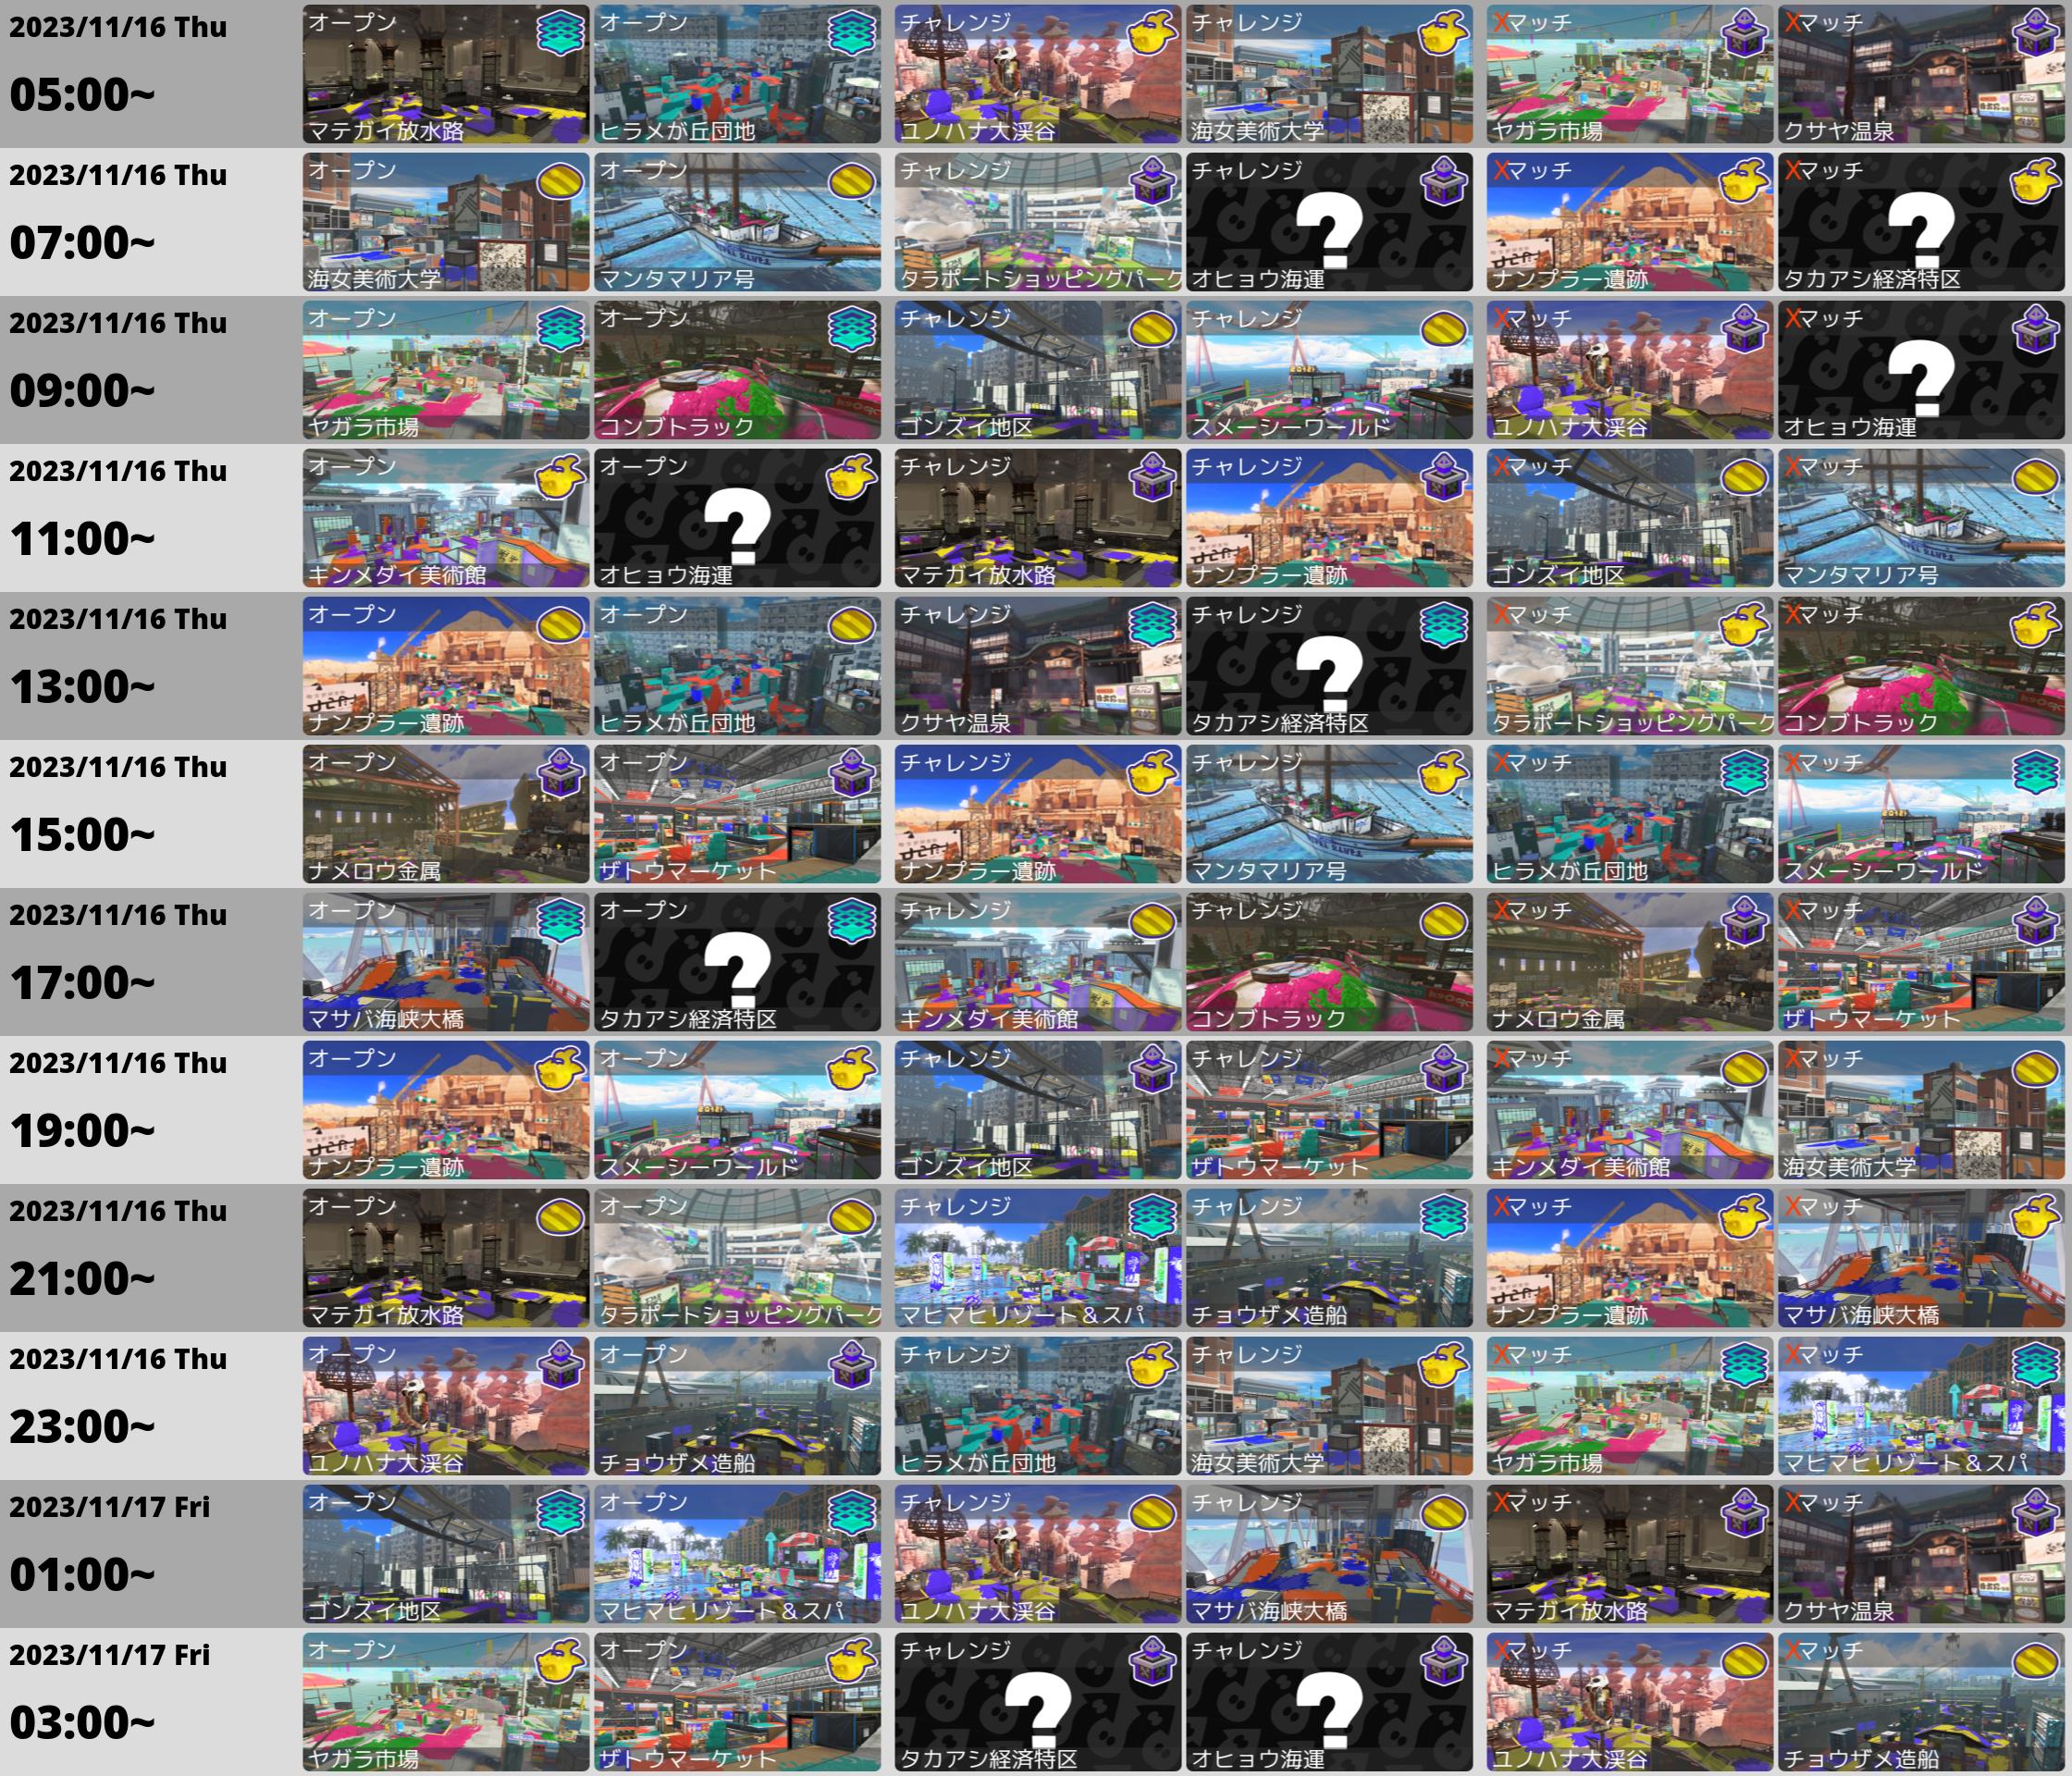 2023/11/16 Thu
05:00~
オープン
マテガイ放水路
オープン
ヒラメが丘団地
チャレンジ
ユノハナ大渓谷
チャレンジ
海女美術大学
Xマッチ
ヤガラ市場
Xマッチ
クサヤ温泉
2023/11/16 Thu
07:00~
オープン
海女美術大学
オープン
マンタマリア号
チャレンジ
タラポートショッピングパーク
チャレンジ
?
オヒョウ海運
Xマッチ
ナンプラー遺跡
Xマッチ
?
タカアシ経済特区
2023/11/16 Thu
09:00~
オープン
ヤガラ市場
オープン
コンブトラック
チャレンジ
ゴンズイ地区
チャレンジ
スメーシーワールド
Xマッチ
ユノハナ大渓谷
Xマッチ
?
オヒョウ海運
2023/11/16 Thu
11:00~
オープン
キンメダイ美術館
オープン
?
オヒョウ海運
チャレンジ
マテガイ放水路
チャレンジ
ナンプラー遺跡
Xマッチ
ゴンズイ地区
Xマッチ
マンタマリア号
2023/11/16 Thu
13:00~
オープン
ナンプラー遺跡
オープン
ヒラメが丘団地
チャレンジ
クサヤ温泉
チャレンジ
?
タカアシ経済特区
Xマッチ
タラポートショッピングパーク
Xマッチ
コンブトラック
2023/11/16 Thu
15:00~
オープン
ナメロウ金属
オープン
ザトウマーケット
チャレンジ
ナンプラー遺跡
チャレンジ
マンタマリア号
Xマッチ
ヒラメが丘団地
Xマッチ
スメーシーワールド
2023/11/16 Thu
17:00~
オープン
マサバ海峡大橋
オープン
?
タカアシ経済特区
チャレンジ
キンメダイ美術館
チャレンジ
コンブトラック
Xマッチ
ナメロウ金属
Xマッチ
ザトウマーケット
2023/11/16 Thu
19:00~
オープン
ナンプラー遺跡
オープン
スメーシーワールド
チャレンジ
ゴンズイ地区
チャレンジ
ザトウマーケット
Xマッチ
キンメダイ美術館
Xマッチ
海女美術大学
2023/11/16 Thu
21:00~
オープン
マテガイ放水路
オープン
タラポートショッピングパーク
チャレンジ
マヒマヒリゾート＆スパ
チャレンジ
チョウザメ造船
Xマッチ
ナンプラー遺跡
Xマッチ
マサバ海峡大橋
2023/11/16 Thu
23:00~
オープン
ユノハナ大渓谷
オープン
チョウザメ造船
チャレンジ
ヒラメが丘団地
チャレンジ
海女美術大学
Xマッチ
ヤガラ市場
Xマッチ
マヒマヒリゾート＆スパ
2023/11/17 Fri
01:00~
オープン
ゴンズイ地区
オープン
マヒマヒリゾート＆スパ
チャレンジ
ユノハナ大渓谷
チャレンジ
マサバ海峡大橋
Xマッチ
マテガイ放水路
Xマッチ
クサヤ温泉
2023/11/17 Fri
03:00~
オープン
ヤガラ市場
オープン
ザトウマーケット
チャレンジ
?
タカアシ経済特区
チャレンジ
?
オヒョウ海運
Xマッチ
ユノハナ大渓谷
Xマッチ
チョウザメ造船